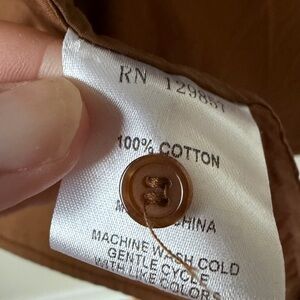 RN
100% COTTON
CHINA
MACHINE WASH COLD
GENTLE CYCLE
WITH LIKE COLORS